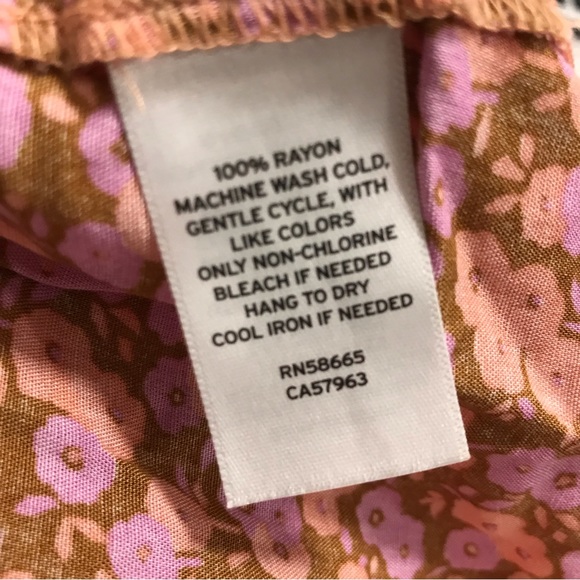 100% RAYON
MACHINE WASH COLD,
GENTLE CYCLE, WITH
LIKE COLORS
ONLY NON-CHLORINE
BLEACH IF NEEDED
HANG TO DRY
COOL IRON IF NEEDED
RN58665
CA57963